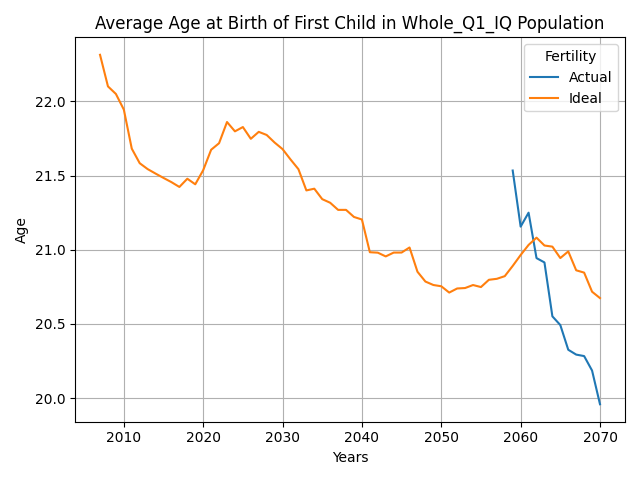 Average Age at Birth of First Child in Whole_Q1_IQ Population
Fertility
Actual
Ideal
Age
22.0
21.5
21.0
20.5
20.0
2010 2020 2030 2040 2050 2060 2070
Years